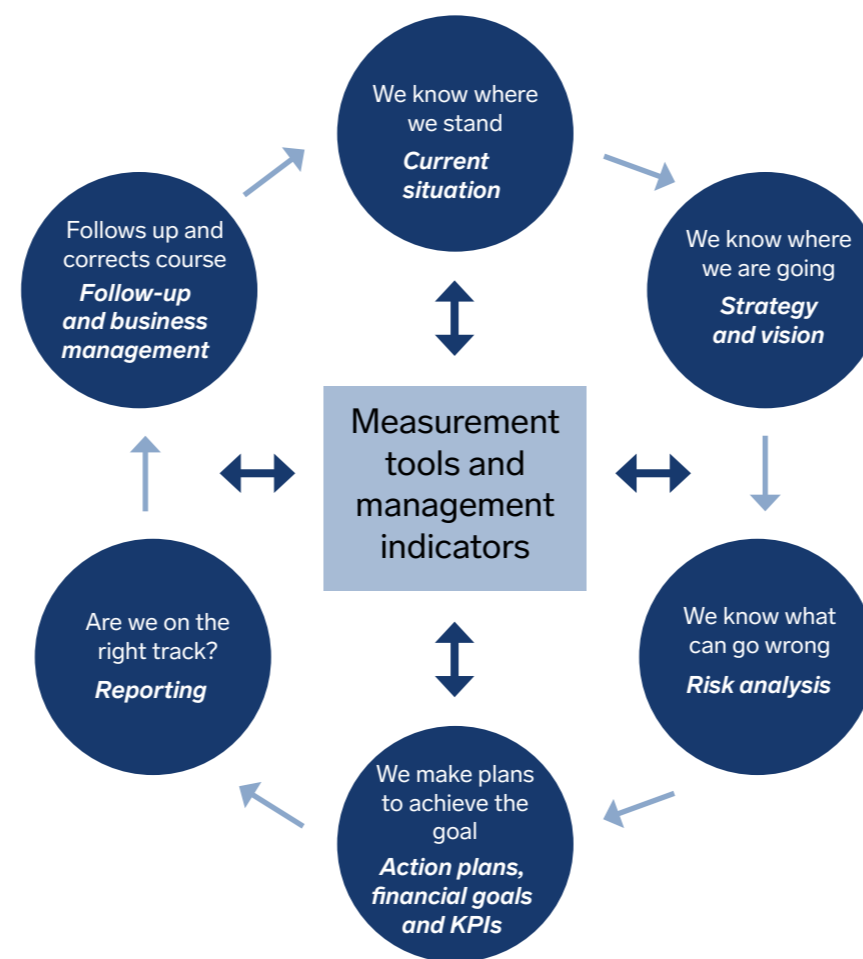 We know where
we stand
Current
situation
We know where
we are going
Strategy
and vision
We know what
can go wrong
Risk analysis
We make plans
to achieve the
goal
Action plans,
financial goals
and KPIs
Are we on the
right track?
Reporting
Follows up and
corrects course
Follow-up
and business
management
Measurement
tools and
management
indicators